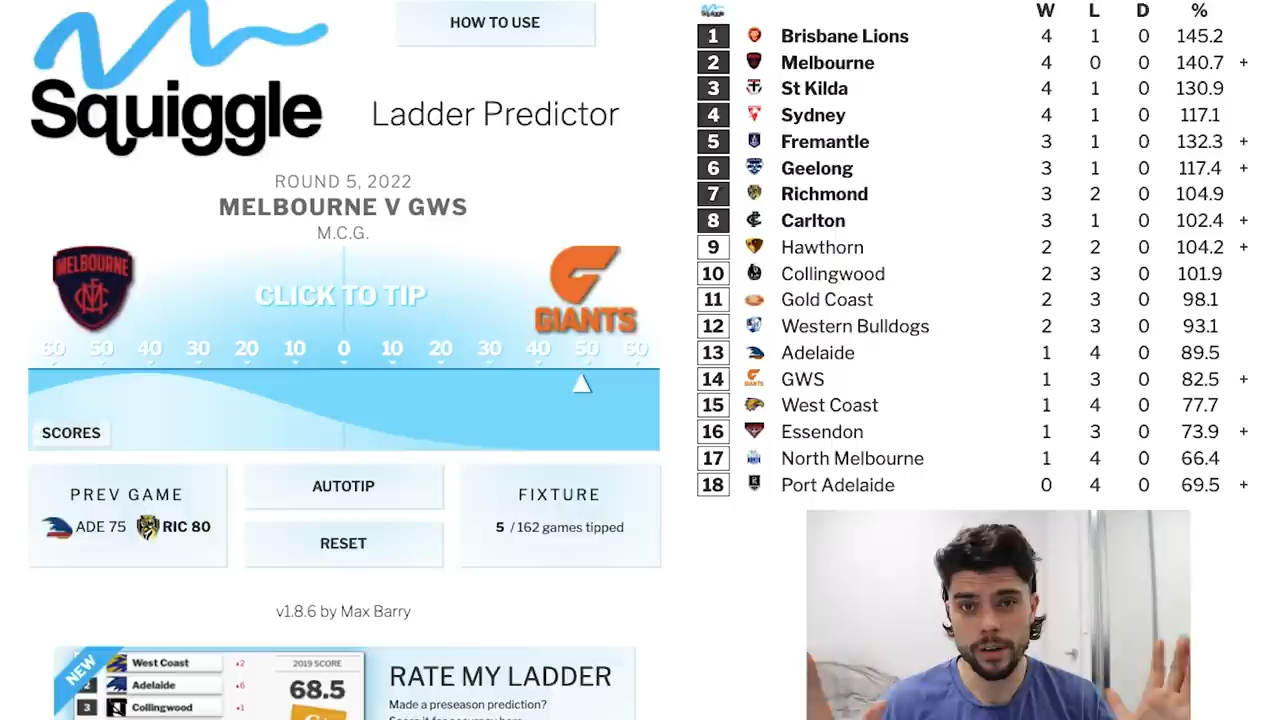 HOW TO USE
Squiggle
Ladder Predictor
ROUND 5, 2022
MELBOURNE V GWS
M.C.G.
MELBOURNE
CLICK TO TIP
GIANTS
60 50 40 30 20 10 0 10 20 30 40 50 60
SCORES
PREV GAME
ADE 75 RIC 80
AUTOTIP
RESET
FIXTURE
5 / 162 games tipped
v1.8.6 by Max Barry
NEW
West Coast 2
2 Adelaide 6
3 Collingwood 1
2019 SCORE
68.5
RATE MY LADDER
Made a preseason prediction?
W L D %
1 Brisbane Lions 4 1 0 145.2
2 Melbourne 4 0 0 140.7 +
3 St Kilda 4 1 0 130.9
4 Sydney 4 1 0 117.1
5 Fremantle 3 1 0 132.3 +
6 Geelong 3 1 0 117.4 +
7 Richmond 3 2 0 104.9
8 Carlton 3 1 0 102.4 +
9 Hawthorn 2 2 0 104.2 +
10 Collingwood 2 3 0 101.9
11 Gold Coast 2 3 0 98.1
12 Western Bulldogs 2 3 0 93.1
13 Adelaide 1 4 0 89.5
14 GWS 1 3 0 82.5 +
15 West Coast 1 4 0 77.7
16 Essendon 1 3 0 73.9 +
17 North Melbourne 1 4 0 66.4
18 Port Adelaide 0 4 0 69.5 +